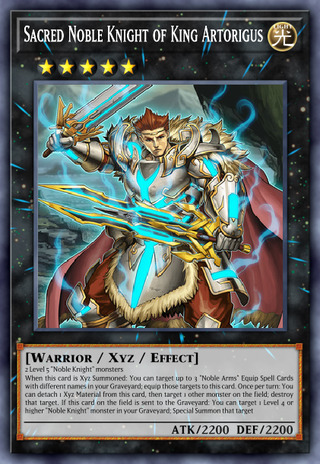 Sacred Noble Knight of King Artorigus
LIGHT
光
[Warrior / Xyz / Effect]
2 Level 5 "Noble Knight" monsters
When this card is Xyz Summoned: You can target up to 3 "Noble Arms" Equip Spell Cards
with different names in your Graveyard; equip those targets to this card. Once per turn: You
can detach 1 Xyz Material from this card, then target 1 other monster on the field; destroy
that target. If this card on the field is sent to the Graveyard: You can target 1 Level 4 or
higher "Noble Knight" monster in your Graveyard; Special Summon that target
ATK/2200 DEF/2200